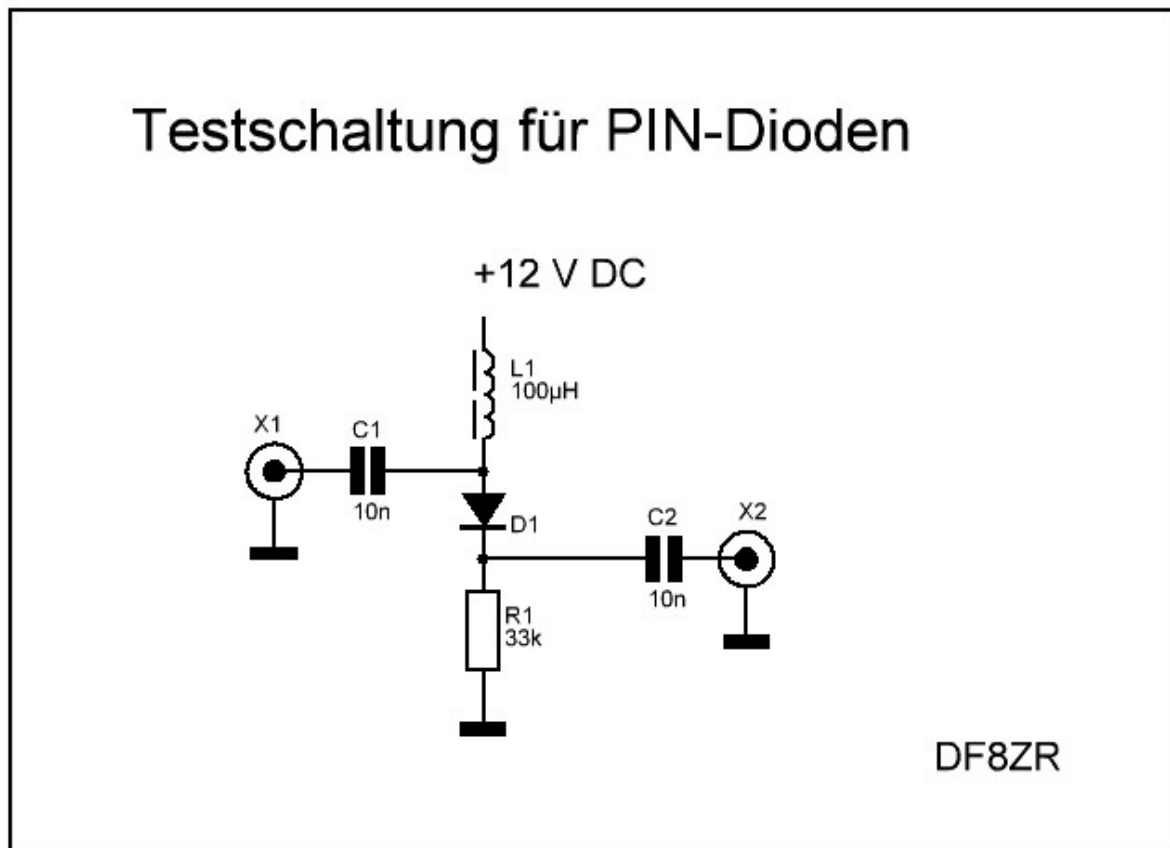 Testschaltung für PIN-Dioden
+12 V DC
L1
100µH
X1
C1
10n
D1
C2
10n
X2
R1
33k
DF8ZR